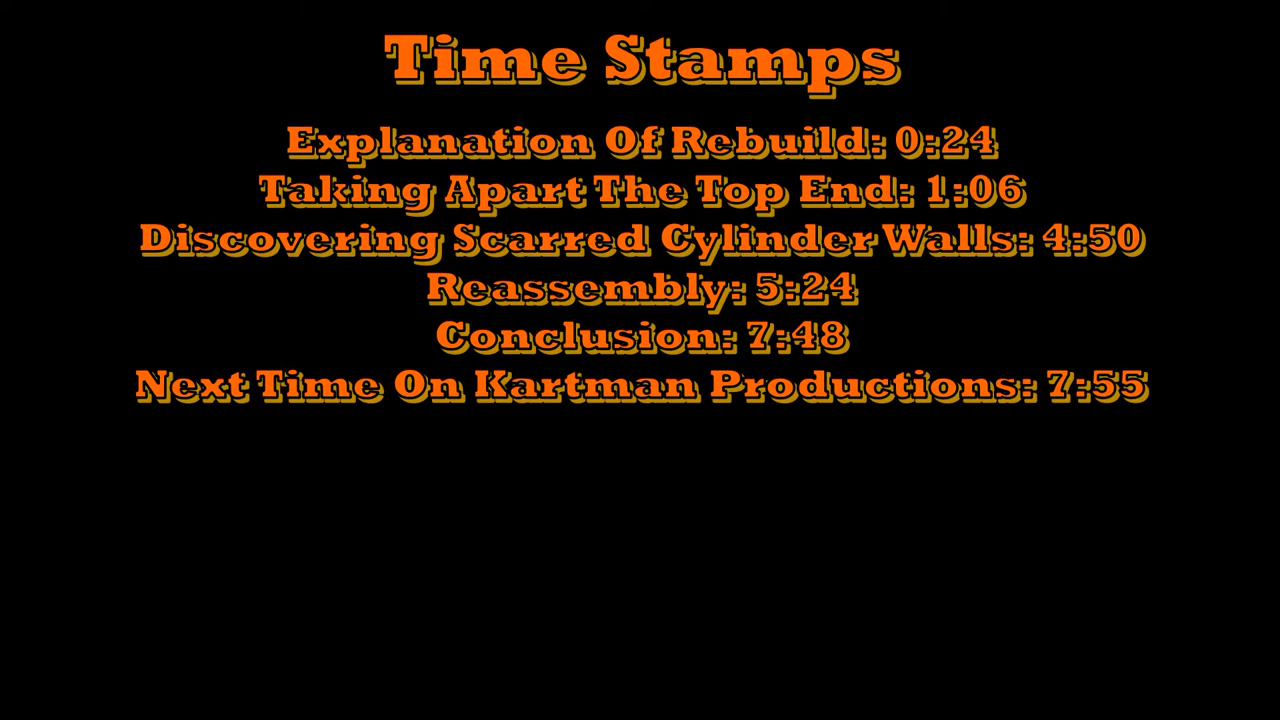 Time Stamps
Explanation Of Rebuild: 0:24
Taking Apart The Top End: 1:06
Discovering Scarred Cylinder Walls: 4:50
Reassembly: 5:24
Conclusion: 7:48
Next Time On Kartman Productions: 7:55